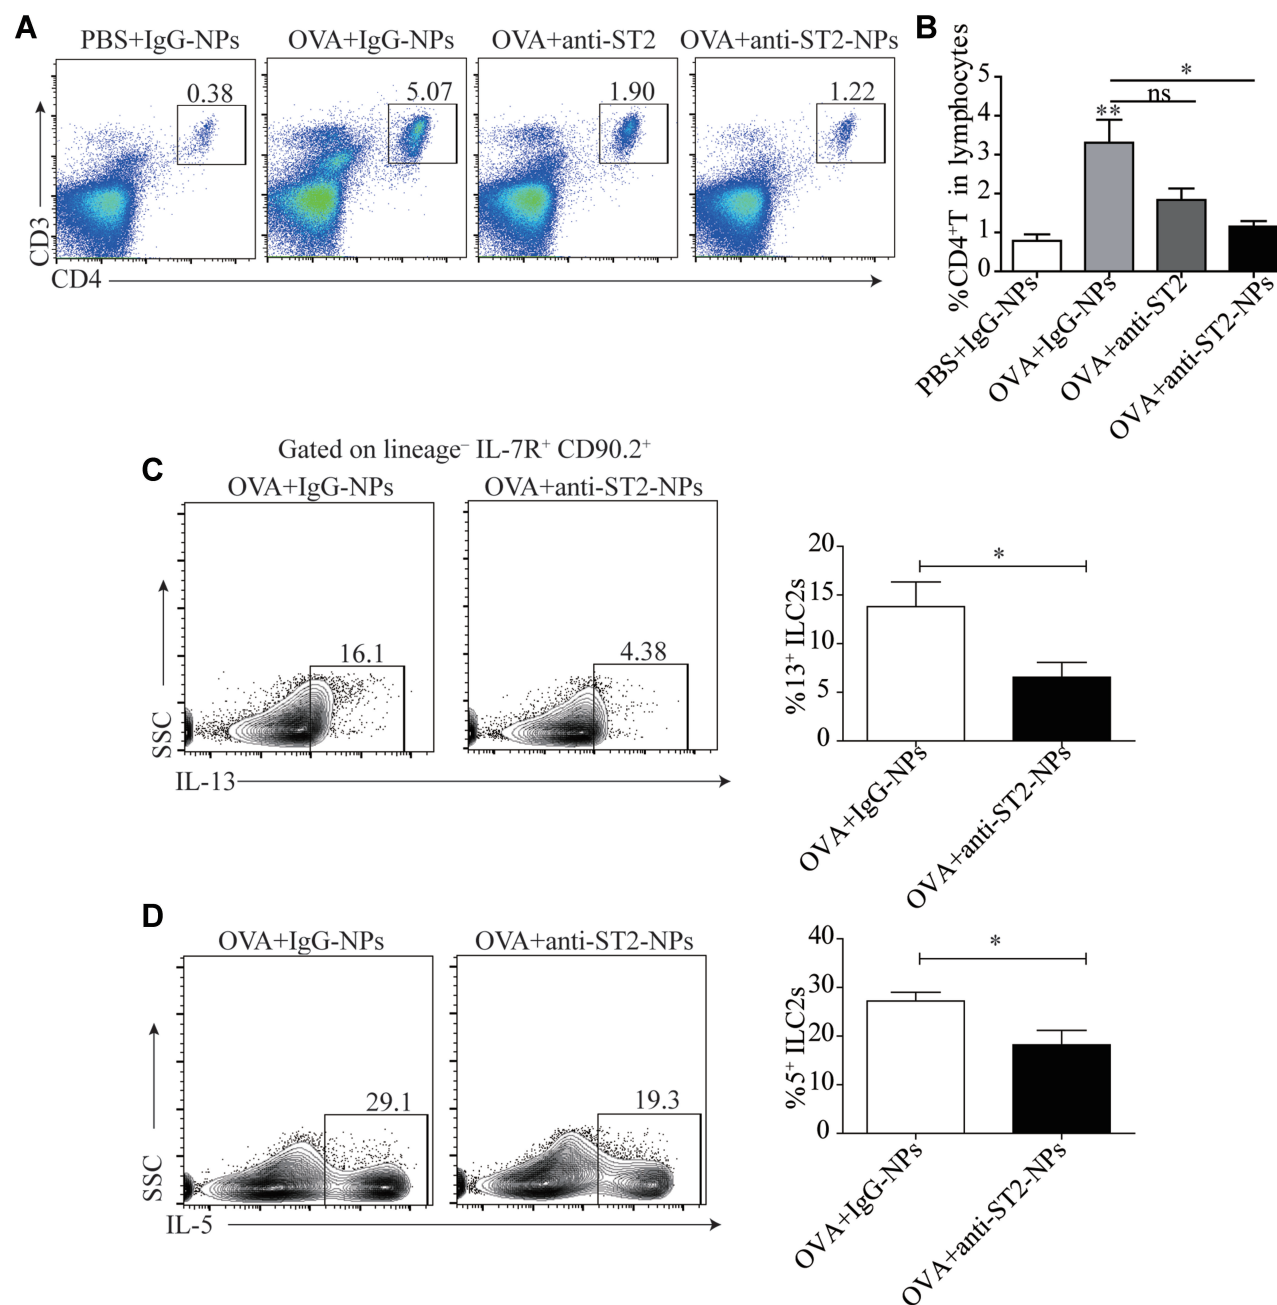 A
PBS+IgG-NPs OVA+IgG-NPs OVA+anti-ST2 OVA+anti-ST2-NPs
0.38 5.07 1.90 1.22
CD3
CD4
B
%CD4+T in lymphocytes
5
4
3
2
1
0
*
ns
**
PBS+IgG-NPs
OVA+IgG-NPs
OVA+anti-ST2
OVA+anti-ST2-NPs
C
Gated on lineage⁻ IL-7R⁺ CD90.2⁺
OVA+IgG-NPs OVA+anti-ST2-NPs
16.1 4.38
SSC
IL-13
%13⁺ ILC2s
20
15
10
5
0
*
OVA+IgG-NPs
OVA+anti-ST2-NPs
D
OVA+IgG-NPs OVA+anti-ST2-NPs
29.1 19.3
SSC
IL-5
%5⁺ ILC2s
40
30
20
10
0
*
OVA+IgG-NPs
OVA+anti-ST2-NPs